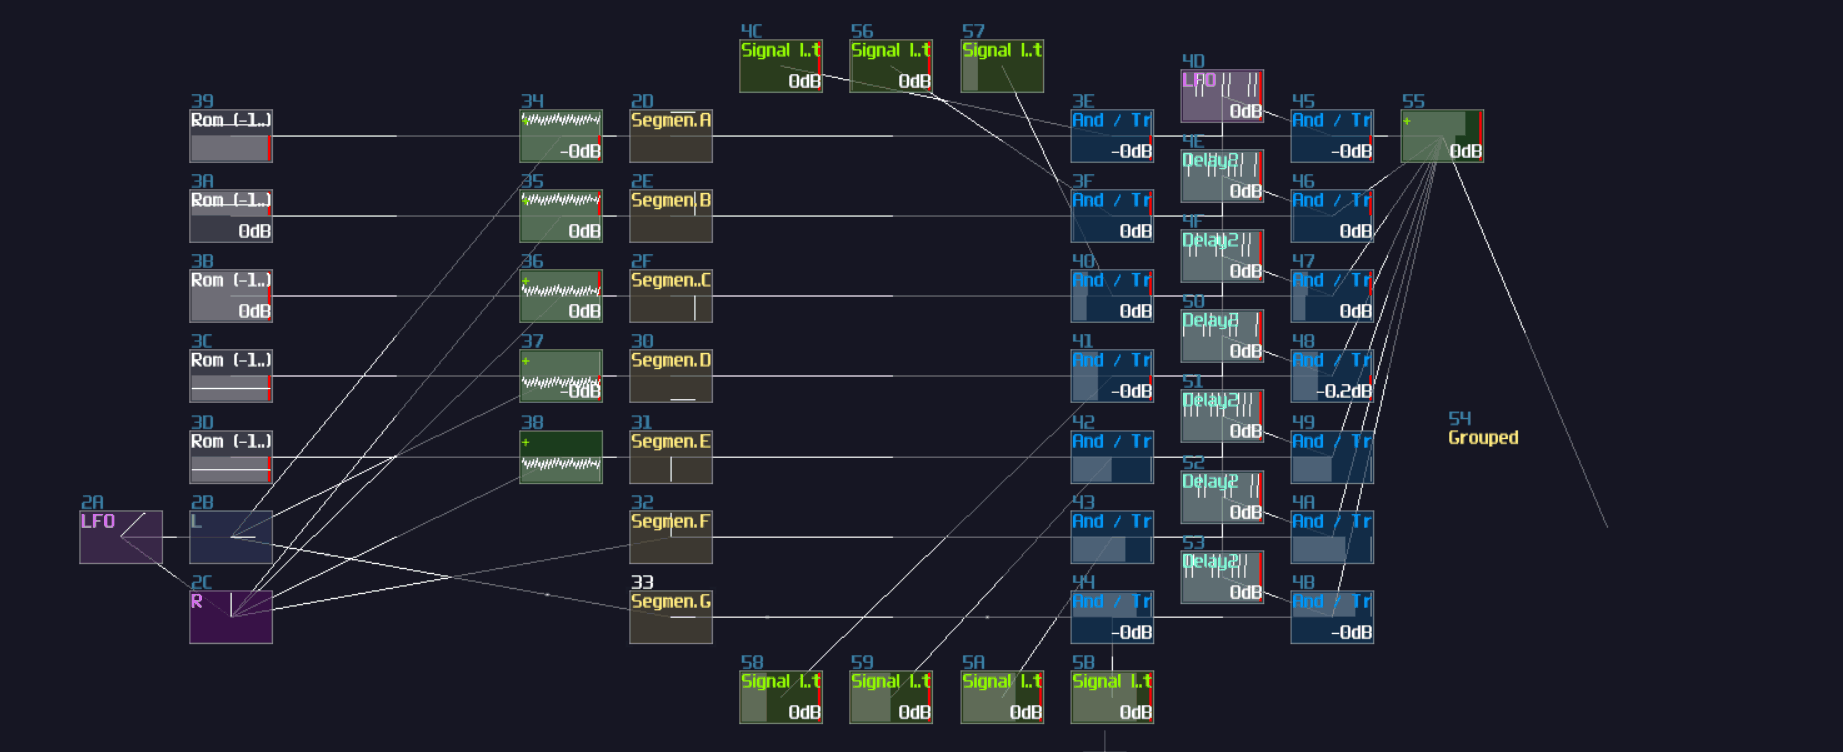 4C 56 57
Signal I..t Signal I..t Signal I..t
0dB 0dB
4D
LFO
0dB
39 34 2D 3E 45 55
Rom (-1..) Segmen.A And / Tr And / Tr +
-0dB -0dB -0dB 0dB
4E
Delay2
0dB
3A 35 2E 3F 46
Rom (-1..) Segmen.B And / Tr And / Tr
0dB 0dB 0dB 0dB
4F
Delay2
0dB
3B 36 2F 40 47
Rom (-1..) + Segmen..C And / Tr And / Tr
0dB 0dB 0dB 0dB
50
Delay2
0dB
3C 37 30 41 48
Rom (-1..) + Segmen.D And / Tr And / Tr
-0dB -0dB -0.2dB
51
Delay2
0dB
54
Grouped
3D 38 31 42 49
Rom (-1..) + Segmen.E And / Tr And / Tr
52
Delay2
0dB
2A 2B 32 43 4A
LFO L Segmen.F And / Tr And / Tr
53
Delay2
0dB
2C 33 44 4B
R Segmen.G And / Tr And / Tr
-0dB -0dB
58 59 5A 5B
Signal I..t Signal I..t Signal I..t Signal I..t
0dB 0dB 0dB 0dB